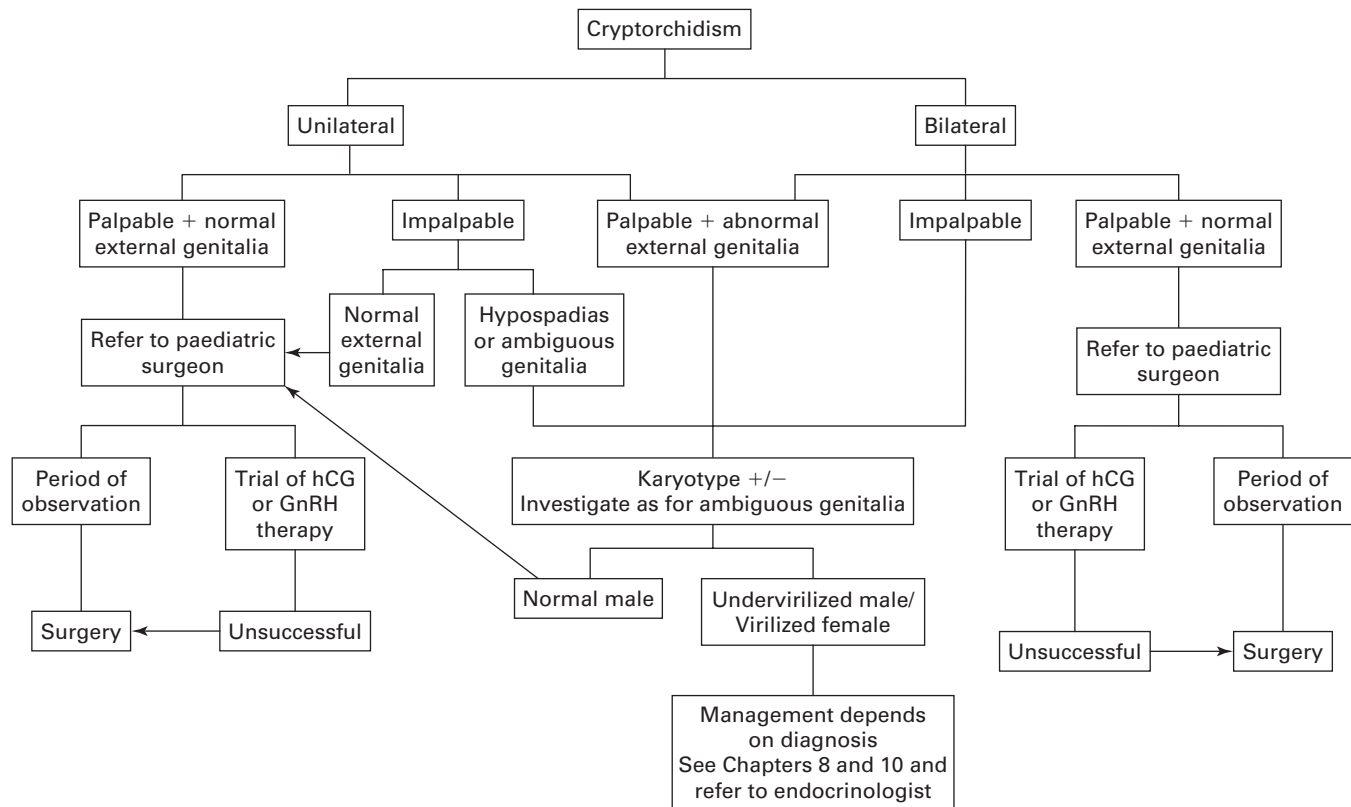 Cryptorchidism
Unilateral
Bilateral
Palpable + normal
external genitalia
Impalpable
Palpable + abnormal
external genitalia
Impalpable
Palpable + normal
external genitalia
Normal
external
genitalia
Hypospadias
or ambiguous
genitalia
Refer to paediatric
surgeon
Refer to paediatric
surgeon
Period of
observation
Trial of hCG
or GnRH
therapy
Karyotype +/−
Investigate as for ambiguous genitalia
Trial of hCG
or GnRH
therapy
Period of
observation
Normal male
Undervirilized male/
Virilized female
Surgery
Unsuccessful
Unsuccessful
Surgery
Management depends
on diagnosis
See Chapters 8 and 10 and
refer to endocrinologist